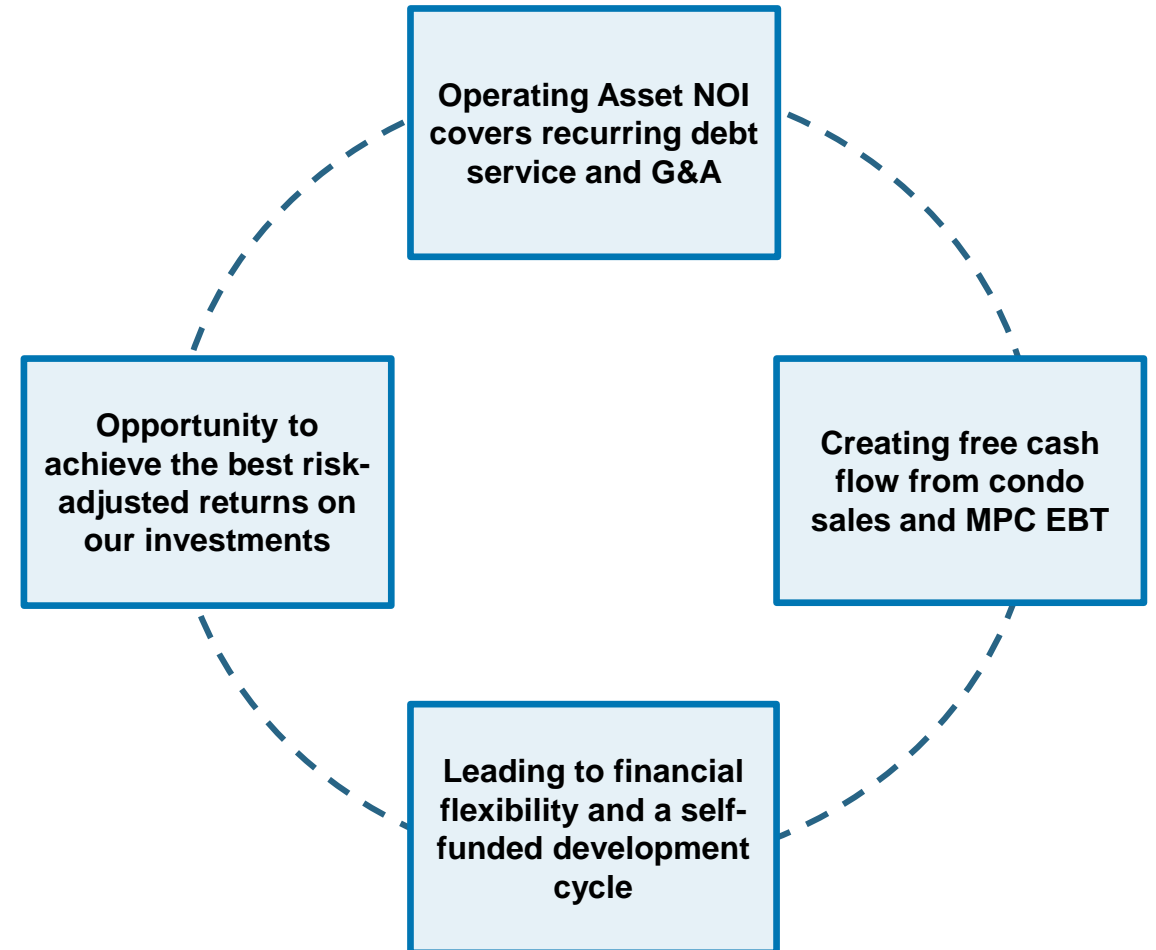 Operating Asset NOI
covers recurring debt
service and G&A
Creating free cash
flow from condo
sales and MPC EBT
Leading to financial
flexibility and a self-
funded development
cycle
Opportunity to
achieve the best risk-
adjusted returns on
our investments